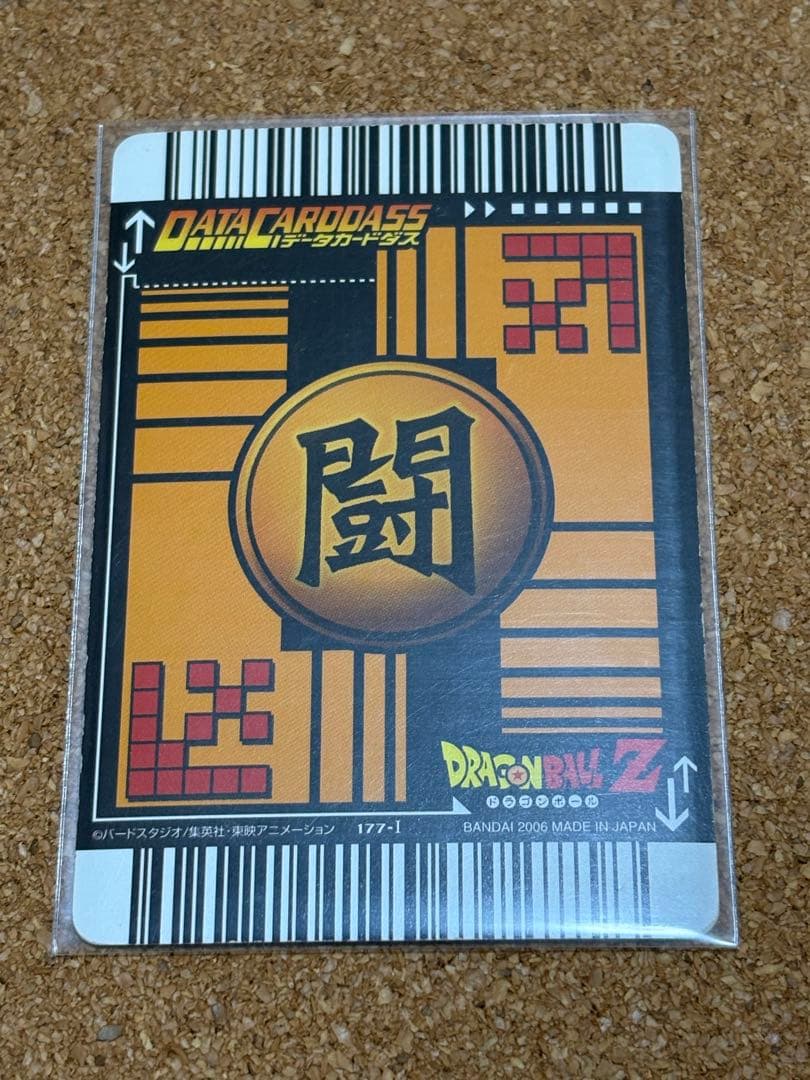 DATA CARDDASS
データカードダス
闘
DRAGONBALL Z
ドラゴンボール
©バードスタジオ/集英社・東映アニメーション 177-I BANDAI 2006 MADE IN JAPAN